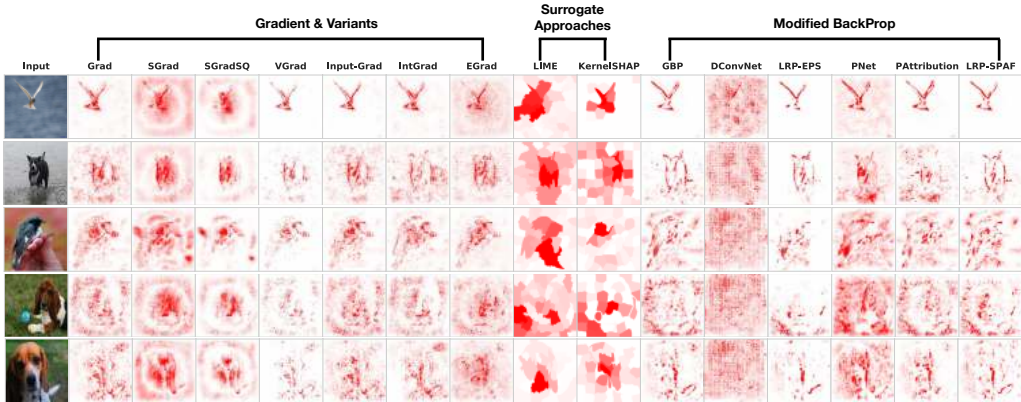 Surrogate
Gradient & Variants Approaches Modified BackProp
Input Grad SGrad SGradSQ VGrad Input-Grad IntGrad EGrad LIME KernelSHAP GBP DConvNet LRP-EPS PNet PAttribution LRP-SPAF